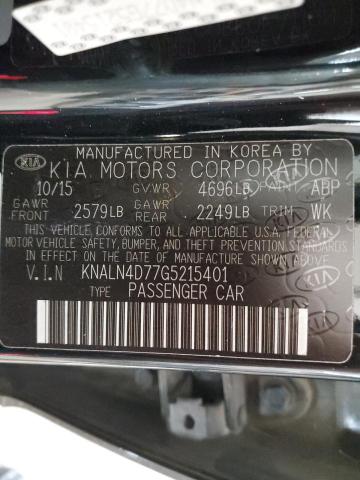 MANUFACTURED IN KOREA BY
KIA KIA MOTORS CORPORATION
10/15 GVWR 4696LB PAINT ABP
GAWR FRONT 2579LB GAWR REAR 2249LB TRIM WK
THIS VEHICLE CONFORMS TO ALL APPLICABLE U.S.A. FEDERAL
MOTOR VEHICLE SAFETY, BUMPER, AND THEFT
PREVENTION STANDARDS IN EFFECT ON THE
DATE OF MANUFACTURE SHOWN ABOVE.
V.I.N KNALN4D77G5215401
TYPE: PASSENGER CAR